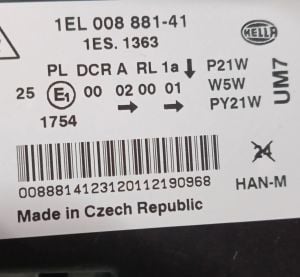 1EL 008 881-41
HELLA
1ES. 1363
PL DCR A RL 1a P21W
25 E1 00 02 00 01 W5W
PY21W
UM7
1754
00888141231201121909​68
HAN-M
Made in Czech Republic